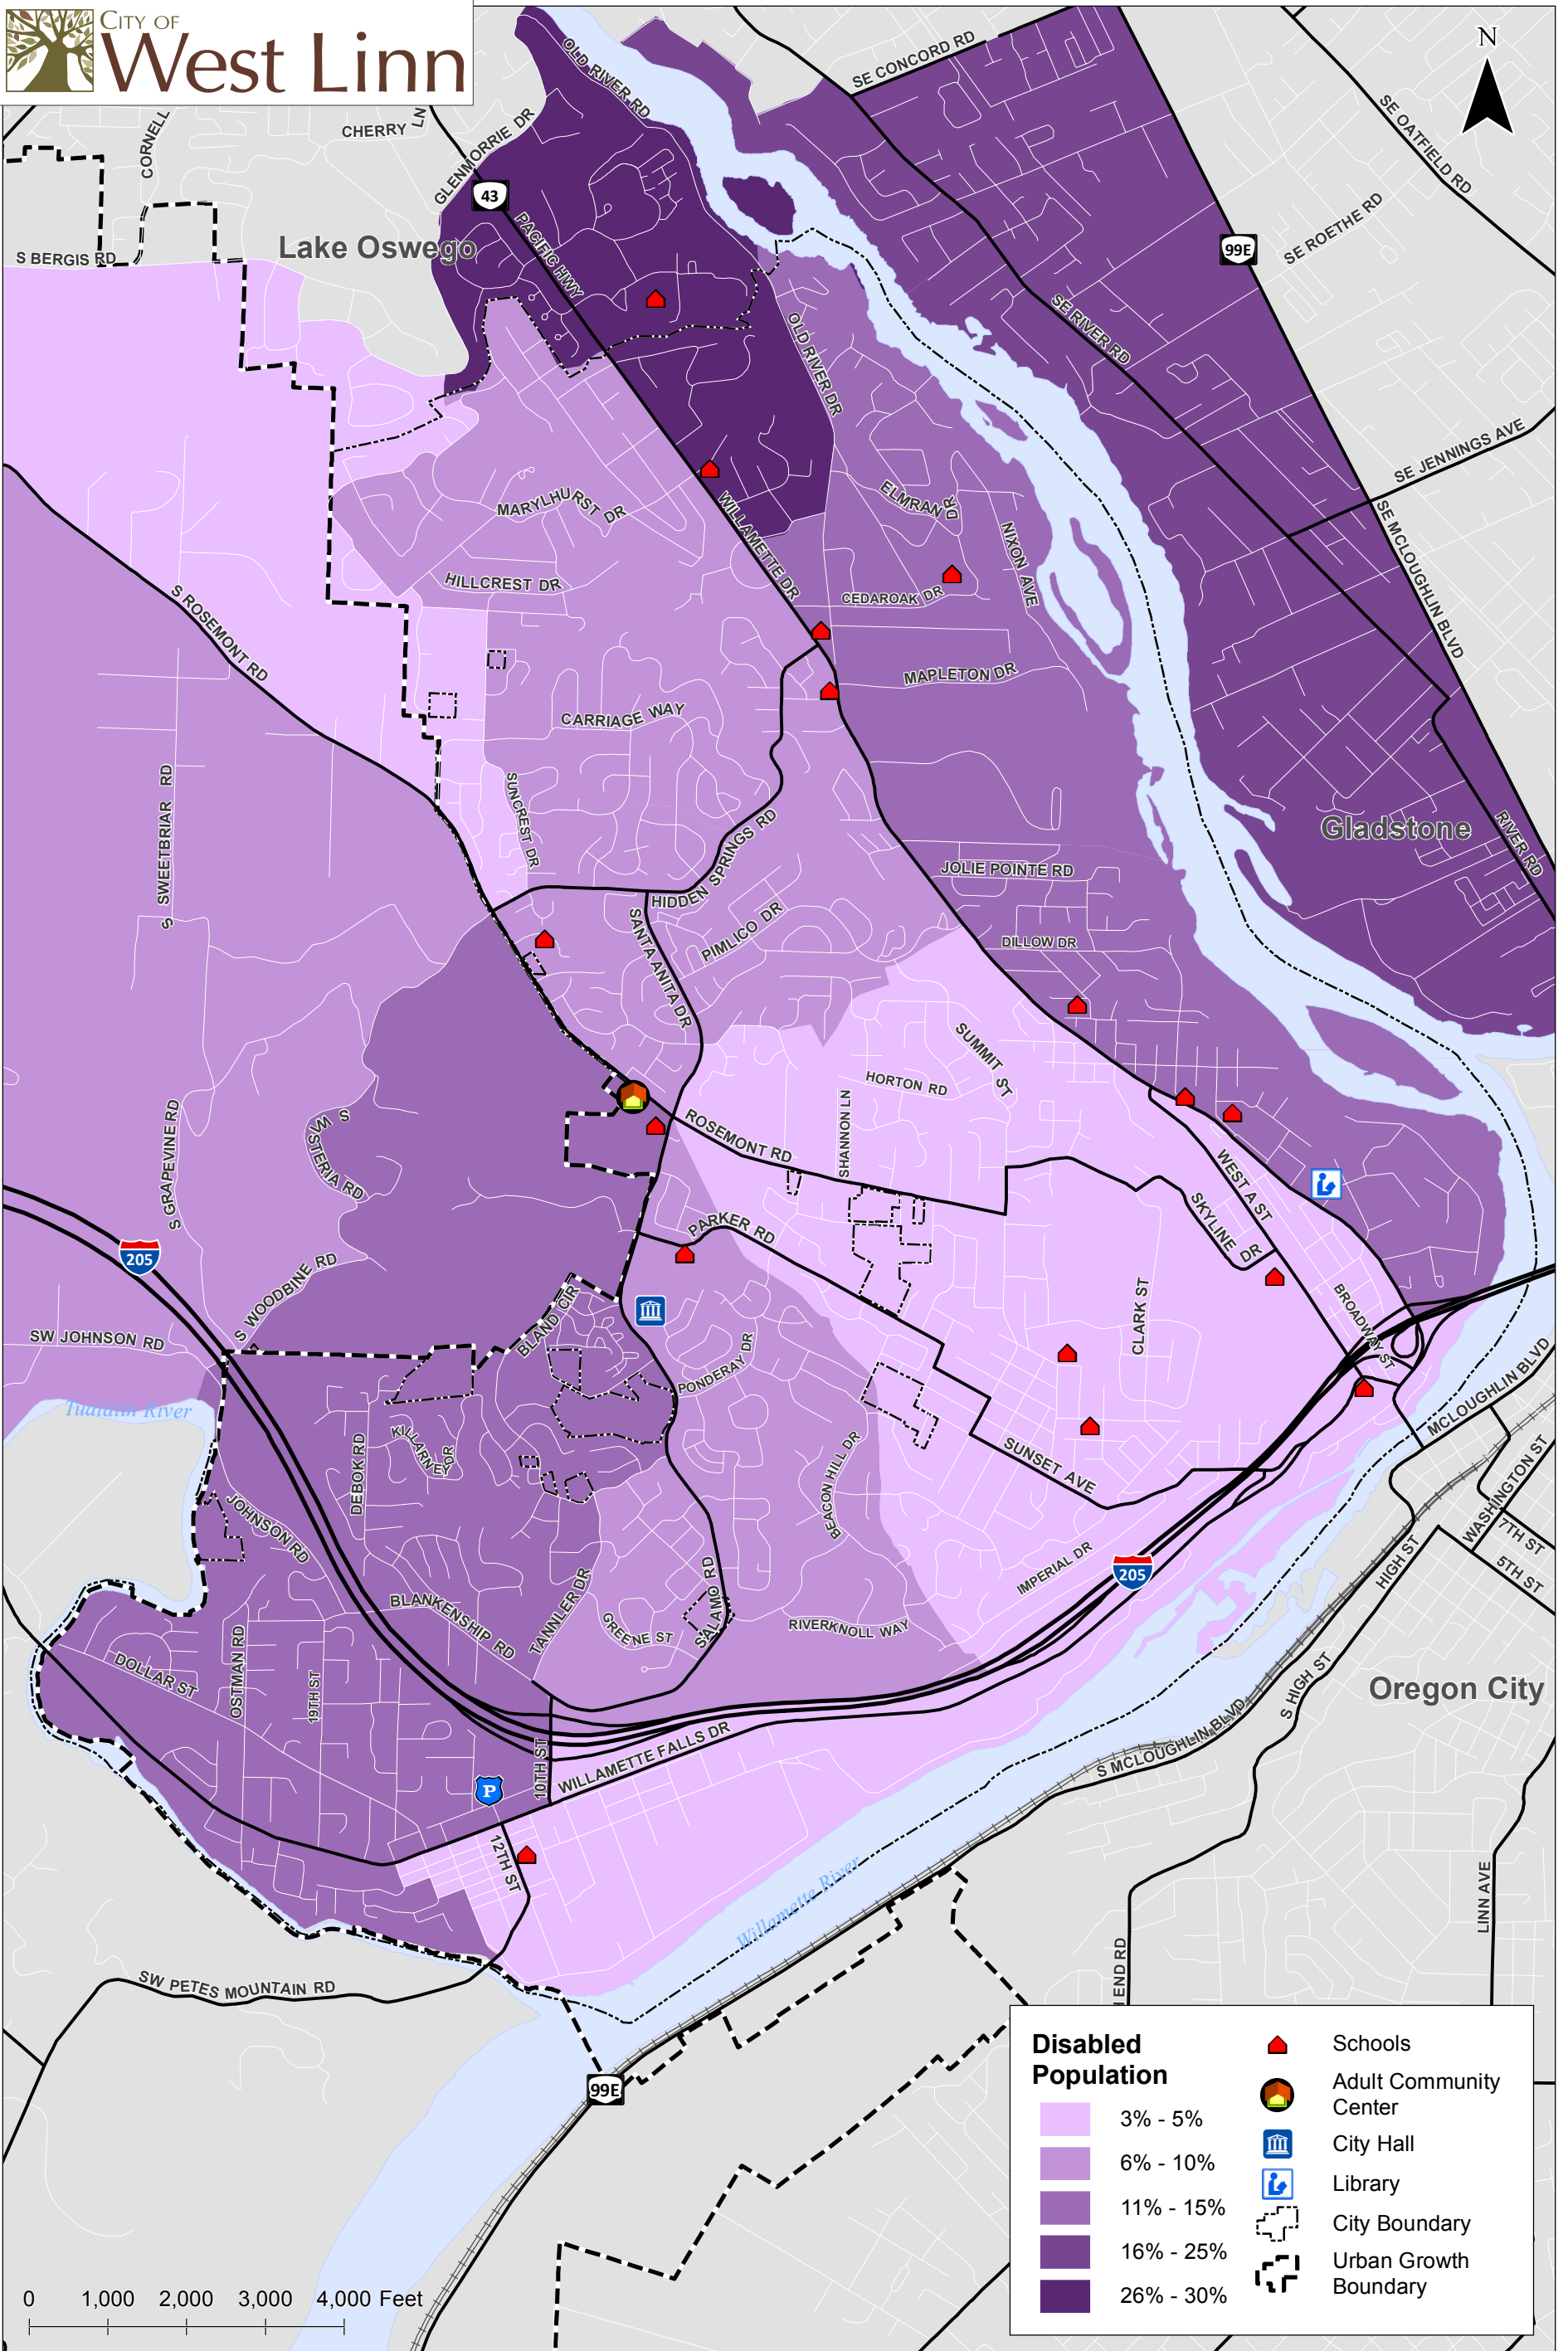 CITY OF
West Linn
N
CORNELL
CHERRY LN
GLENMORRIE DR
OLD RIVER RD
SE CONCORD RD
SE OATFIELD RD
43
Lake Oswego
S BERGIS RD
PACIFIC HWY
99E
SE ROETHE RD
SE RIVER RD
OLD RIVER DR
SE JENNINGS AVE
MARYLHURST DR
ELMRAN DR
NIXON AVE
SE MCLOUGHLIN BLVD
WILLAMETTE DR
HILLCREST DR
CEDAROAK DR
S ROSEMONT RD
MAPLETON DR
CARRIAGE WAY
S SWEETBRIAR RD
SUNCREST DR
HIDDEN SPRINGS RD
Gladstone
RIVER RD
JOLIE POINTE RD
SANTA ANITA DR
PIMLICO DR
DILLOW DR
SUMMIT ST
HORTON RD
SHANNON LN
ROSEMONT RD
S GRAPEVINE RD
S WISTERIA RD
WEST A ST
SKYLINE DR
PARKER RD
205
S WOODBINE RD
BLAND CIR
CLARK ST
BROADWAY ST
SW JOHNSON RD
PONDERAY DR
MCLOUGHLIN BLVD
Tualatin River
KILLARNEY DR
DEBOK RD
BEACON HILL DR
SUNSET AVE
WASHINGTON ST
7TH ST
5TH ST
HIGH ST
JOHNSON RD
IMPERIAL DR
205
BLANKENSHIP RD
TANNLER DR
GREENE ST
SALAMO RD
RIVERKNOLL WAY
DOLLAR ST
OSTMAN RD
19TH ST
S HIGH ST
Oregon City
S MCLOUGHLIN BLVD
10TH ST
WILLAMETTE FALLS DR
P
12TH ST
Willamette River
LINN AVE
END RD
SW PETES MOUNTAIN RD
99E
Disabled
Population
3% - 5%
6% - 10%
11% - 15%
16% - 25%
26% - 30%
Schools
Adult Community
Center
City Hall
Library
City Boundary
Urban Growth
Boundary
0 1,000 2,000 3,000 4,000 Feet